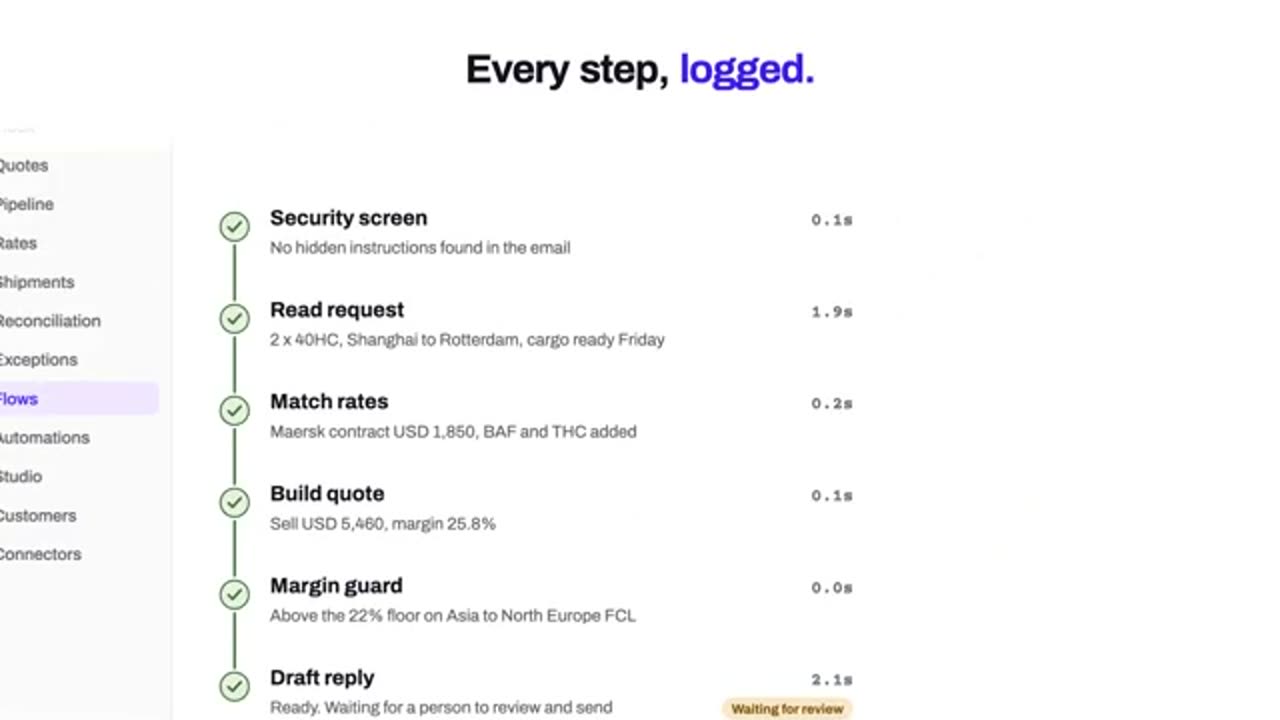 Every step, logged.
Quotes
Pipeline
Rates
Shipments
Reconciliation
Exceptions
Flows
Automations
Studio
Customers
Connectors
Security screen 0.1s
No hidden instructions found in the email
Read request 1.9s
2 x 40HC, Shanghai to Rotterdam, cargo ready Friday
Match rates 0.2s
Maersk contract USD 1,850, BAF and THC added
Build quote 0.1s
Sell USD 5,460, margin 25.8%
Margin guard 0.0s
Above the 22% floor on Asia to North Europe FCL
Draft reply 2.1s
Ready. Waiting for a person to review and send Waiting for review